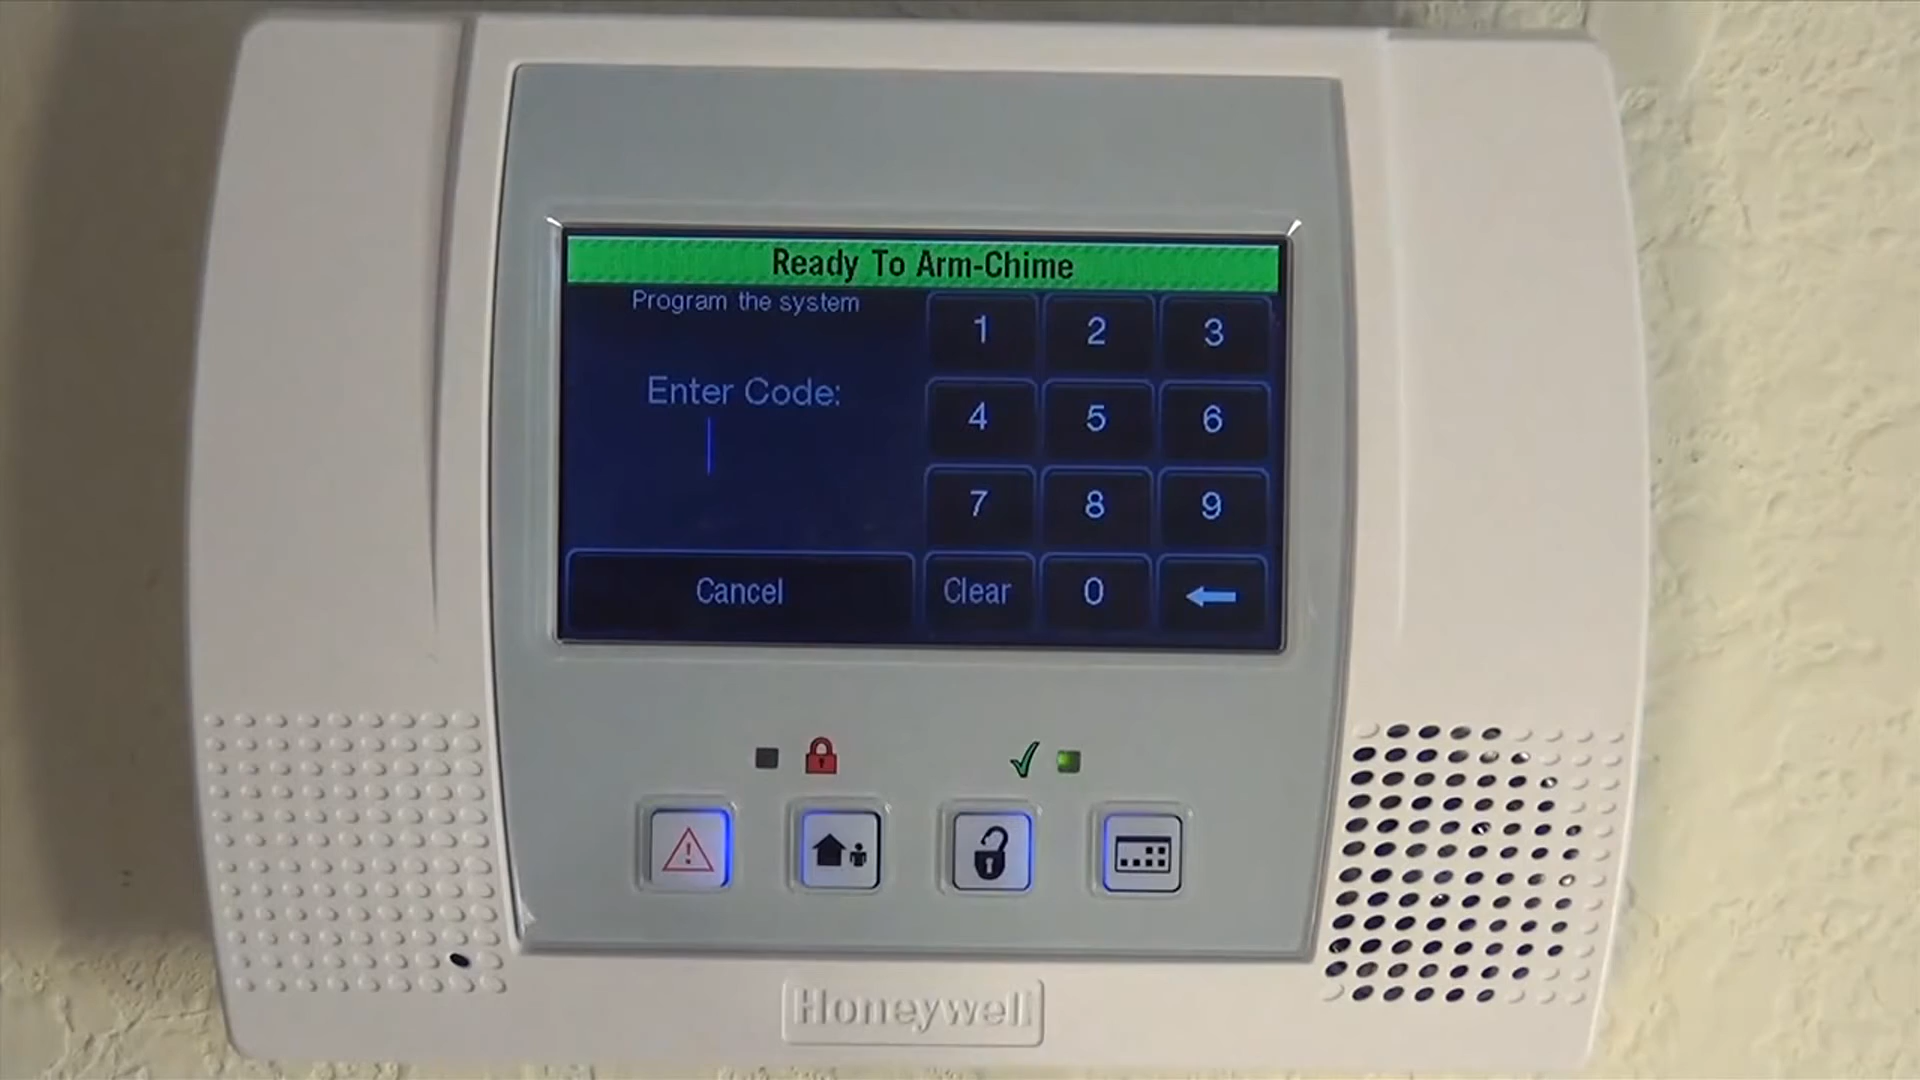 Ready To Arm-Chime
Program the system
Enter Code:
1 2 3
4 5 6
7 8 9
Cancel Clear 0
Honeywell